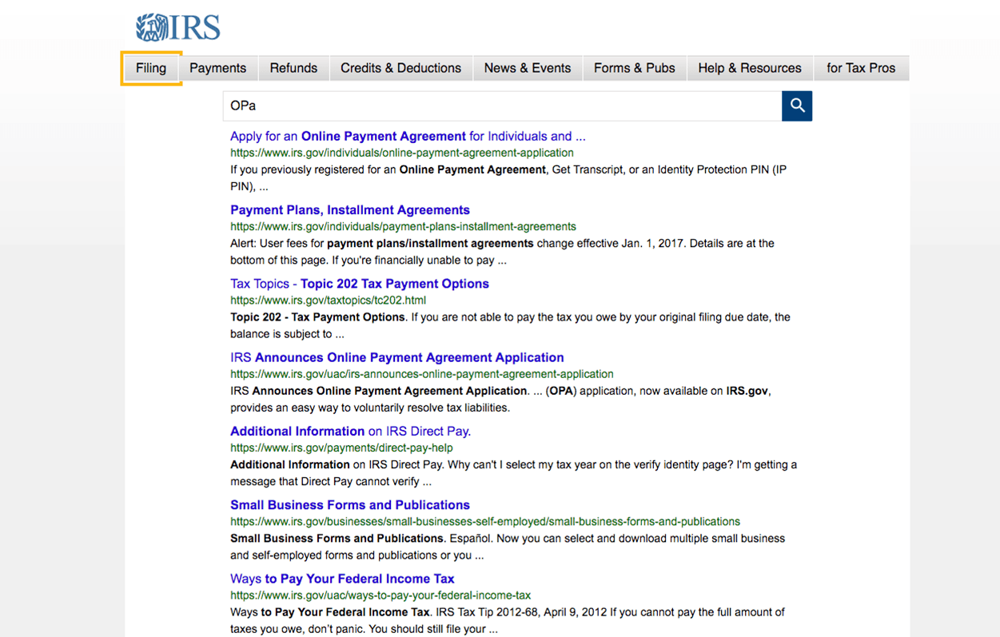 IRS
Filing Payments Refunds Credits & Deductions News & Events Forms & Pubs Help & Resources for Tax Pros
OPa
Apply for an Online Payment Agreement for Individuals and ...
https://www.irs.gov/individuals/online-payment-agreement-application
If you previously registered for an Online Payment Agreement, Get Transcript, or an Identity Protection PIN (IP
PIN), ...
Payment Plans, Installment Agreements
https://www.irs.gov/individuals/payment-plans-installment-agreements
Alert: User fees for payment plans/installment agreements change effective Jan. 1, 2017. Details are at the
bottom of this page. If you're financially unable to pay ...
Tax Topics - Topic 202 Tax Payment Options
https://www.irs.gov/taxtopics/tc202.html
Topic 202 - Tax Payment Options. If you are not able to pay the tax you owe by your original filing due date, the
balance is subject to ...
IRS Announces Online Payment Agreement Application
https://www.irs.gov/uac/irs-announces-online-payment-agreement-application
IRS Announces Online Payment Agreement Application. ... (OPA) application, now available on IRS.gov,
provides an easy way to voluntarily resolve tax liabilities.
Additional Information on IRS Direct Pay.
https://www.irs.gov/payments/direct-pay-help
Additional Information on IRS Direct Pay. Why can't I select my tax year on the verify identity page? I'm getting a
message that Direct Pay cannot verify ...
Small Business Forms and Publications
https://www.irs.gov/businesses/small-businesses-self-employed/small-business-forms-and-publications
Small Business Forms and Publications. Español. Now you can select and download multiple small business
and self-employed forms and publications or you ...
Ways to Pay Your Federal Income Tax
https://www.irs.gov/uac/ways-to-pay-your-federal-income-tax
Ways to Pay Your Federal Income Tax. IRS Tax Tip 2012-68, April 9, 2012 If you cannot pay the full amount of
taxes you owe, don’t panic. You should still file your ...